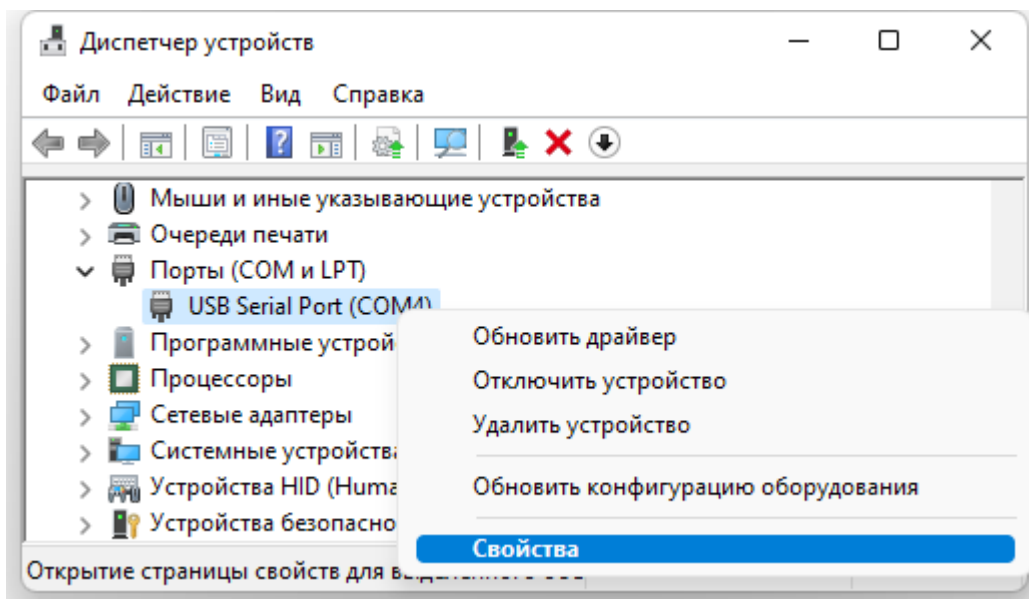 Диспетчер устройств
Файл Действие Вид Справка
Мыши и иные указывающие устройства
Очереди печати
Порты (COM и LPT)
USB Serial Port (COM4)
Программные устрой
Процессоры
Сетевые адаптеры
Системные устройства
Устройства HID (Huma
Устройства безопасно
Обновить драйвер
Отключить устройство
Удалить устройство
Обновить конфигурацию оборудования
Свойства
Открытие страницы свойств для